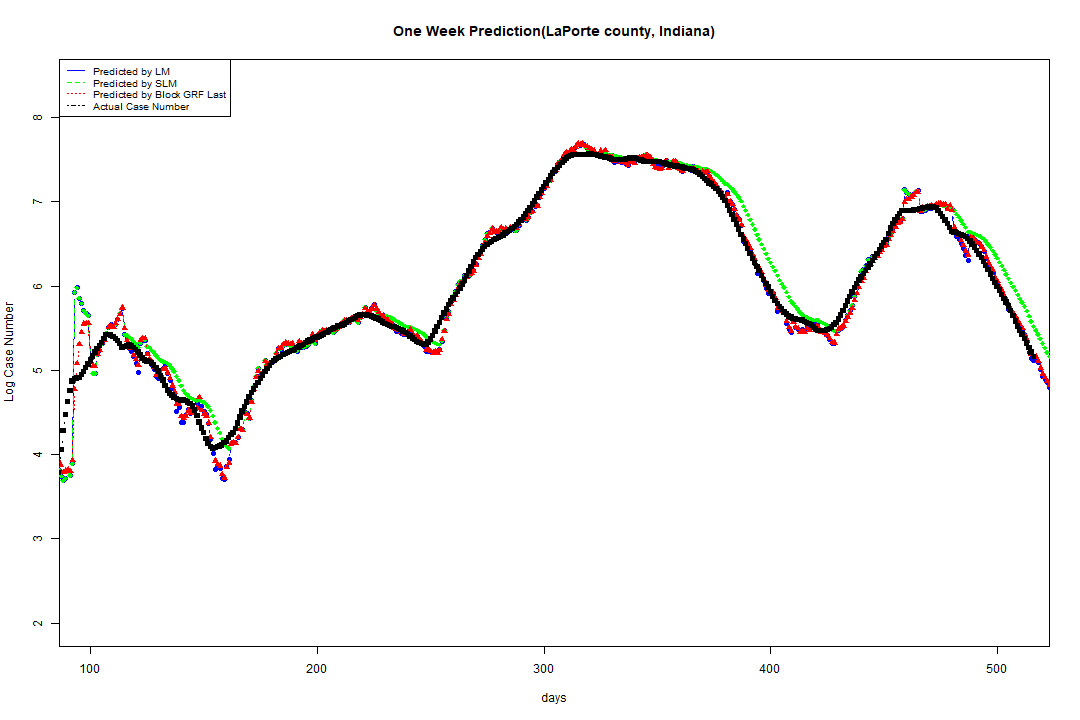 One Week Prediction(LaPorte county, Indiana)
Predicted by LM
Predicted by SLM
Predicted by Block GRF Last
Actual Case Number
8
7
6
5
4
3
2
Log Case Number
100 200 300 400 500
days